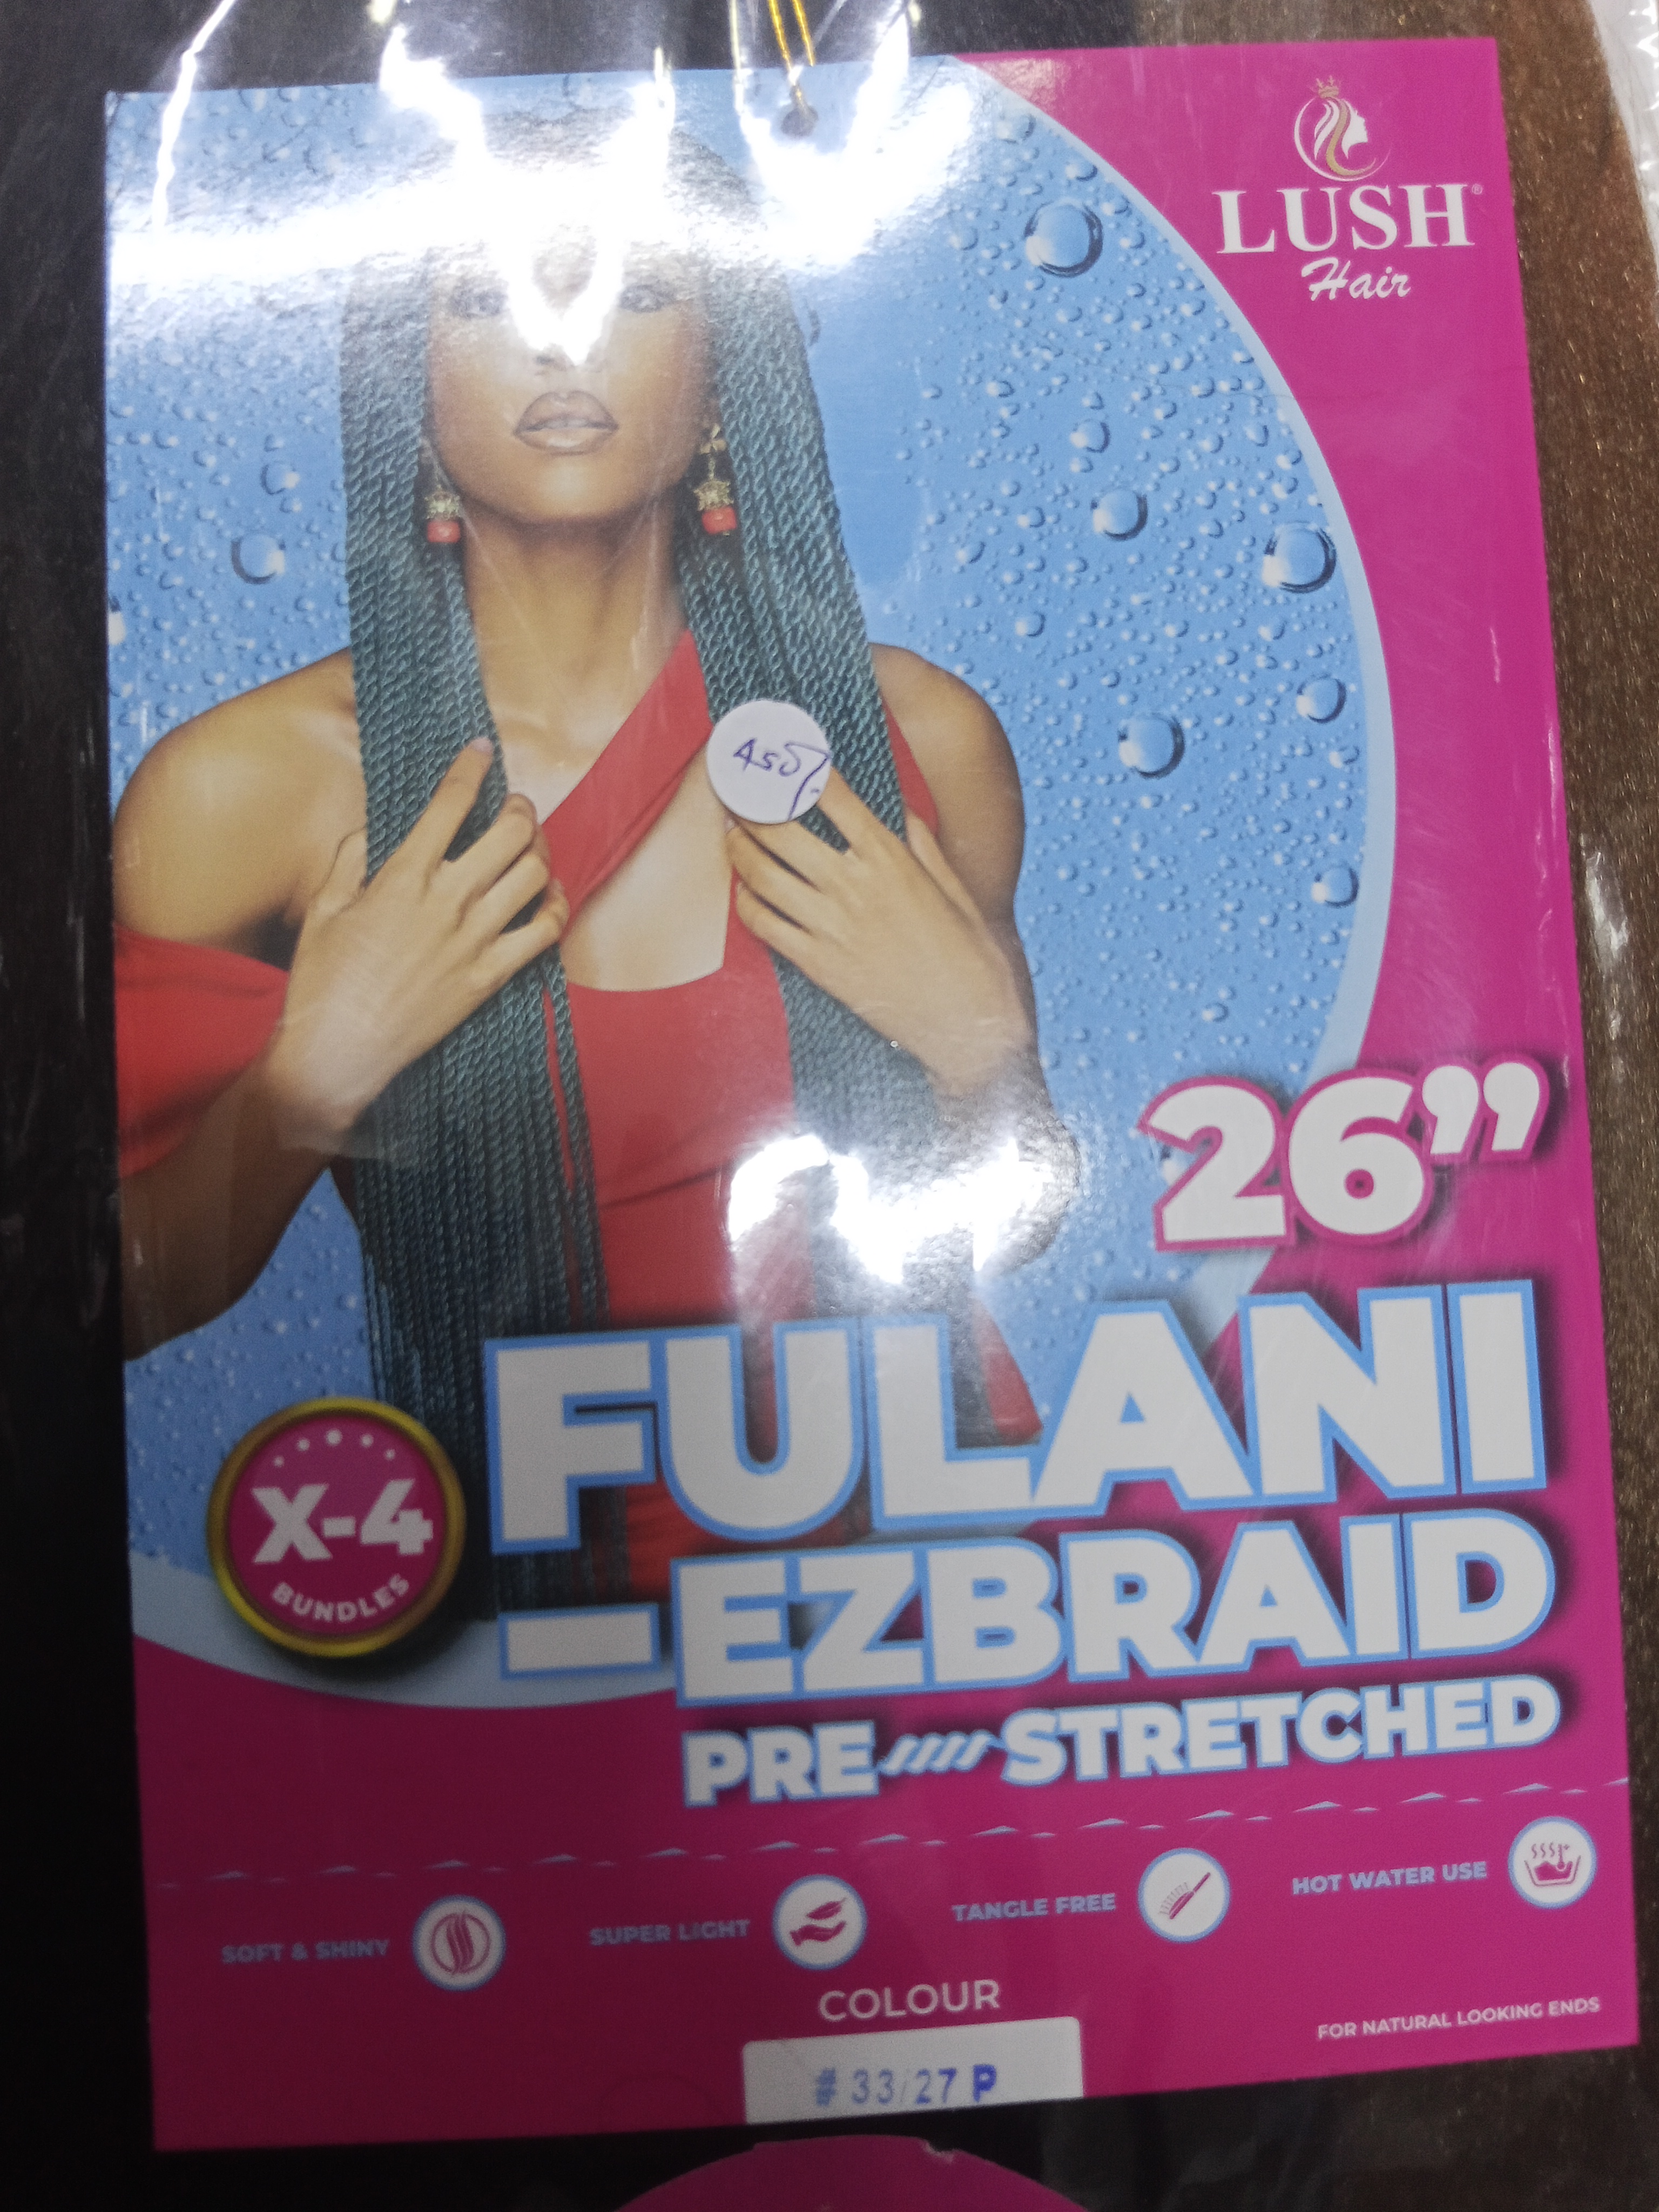 LUSH®
Hair
450/-
26”
FULANI
-EZBRAID
PRE STRETCHED
X-4
BUNDLES
SOFT & SHINY
SUPER LIGHT
TANGLE FREE
HOT WATER USE
COLOUR
FOR NATURAL LOOKING ENDS
# 33/27 P